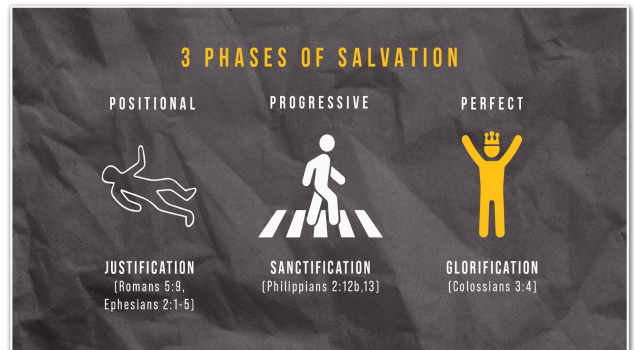 3 PHASES OF SALVATION
POSITIONAL
PROGRESSIVE
PERFECT
JUSTIFICATION
(Romans 5:9,
Ephesians 2:1-5)
SANCTIFICATION
(Philippians 2:12b,13)
GLORIFICATION
(Colossians 3:4)